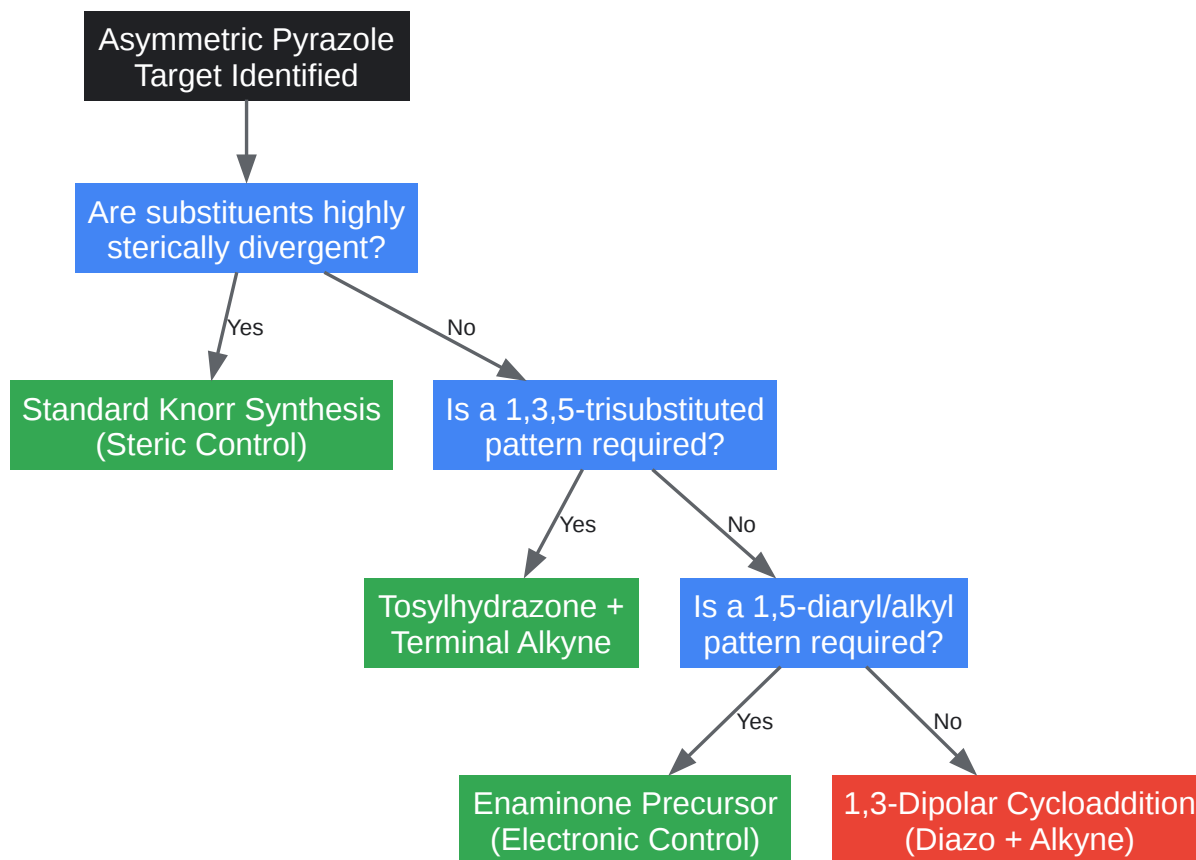 Asymmetric Pyrazole
Target Identified
Are substituents highly
sterically divergent?
Yes
No
Standard Knorr Synthesis
(Steric Control)
Is a 1,3,5-trisubstituted
pattern required?
Yes
No
Tosylhydrazone +
Terminal Alkyne
Is a 1,5-diaryl/alkyl
pattern required?
Yes
No
Enaminone Precursor
(Electronic Control)
1,3-Dipolar Cycloaddition
(Diazo + Alkyne)